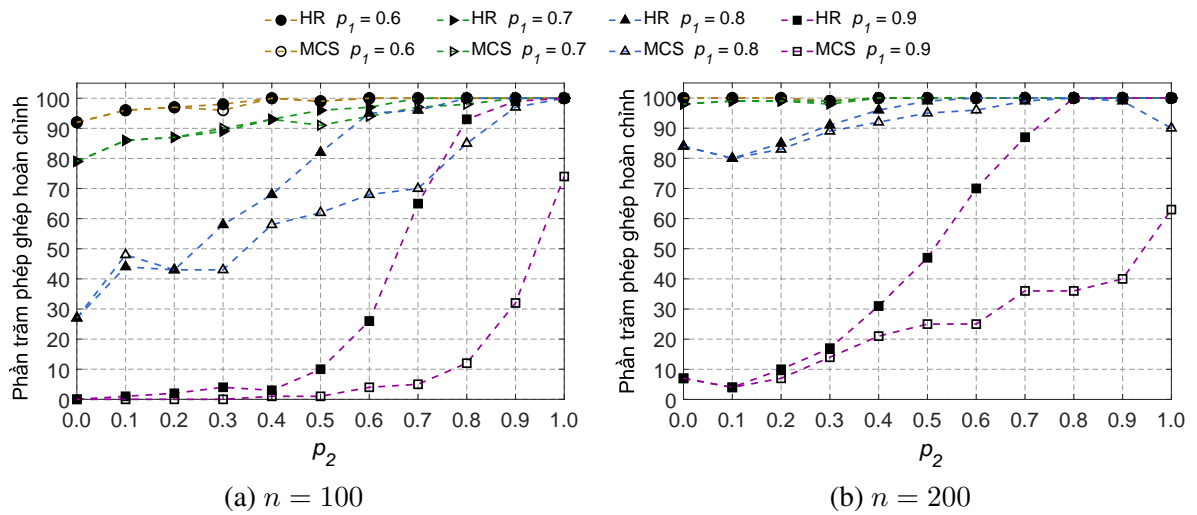 HR p1 = 0.6 HR p1 = 0.7 HR p1 = 0.8 HR p1 = 0.9
MCS p1 = 0.6 MCS p1 = 0.7 MCS p1 = 0.8 MCS p1 = 0.9
Phần trăm phép ghép hoàn chỉnh
100
90
80
70
60
50
40
30
20
10
0
0.0 0.1 0.2 0.3 0.4 0.5 0.6 0.7 0.8 0.9 1.0
p2
(a) n = 100
Phần trăm phép ghép hoàn chỉnh
100
90
80
70
60
50
40
30
20
10
0
0.0 0.1 0.2 0.3 0.4 0.5 0.6 0.7 0.8 0.9 1.0
p2
(b) n = 200